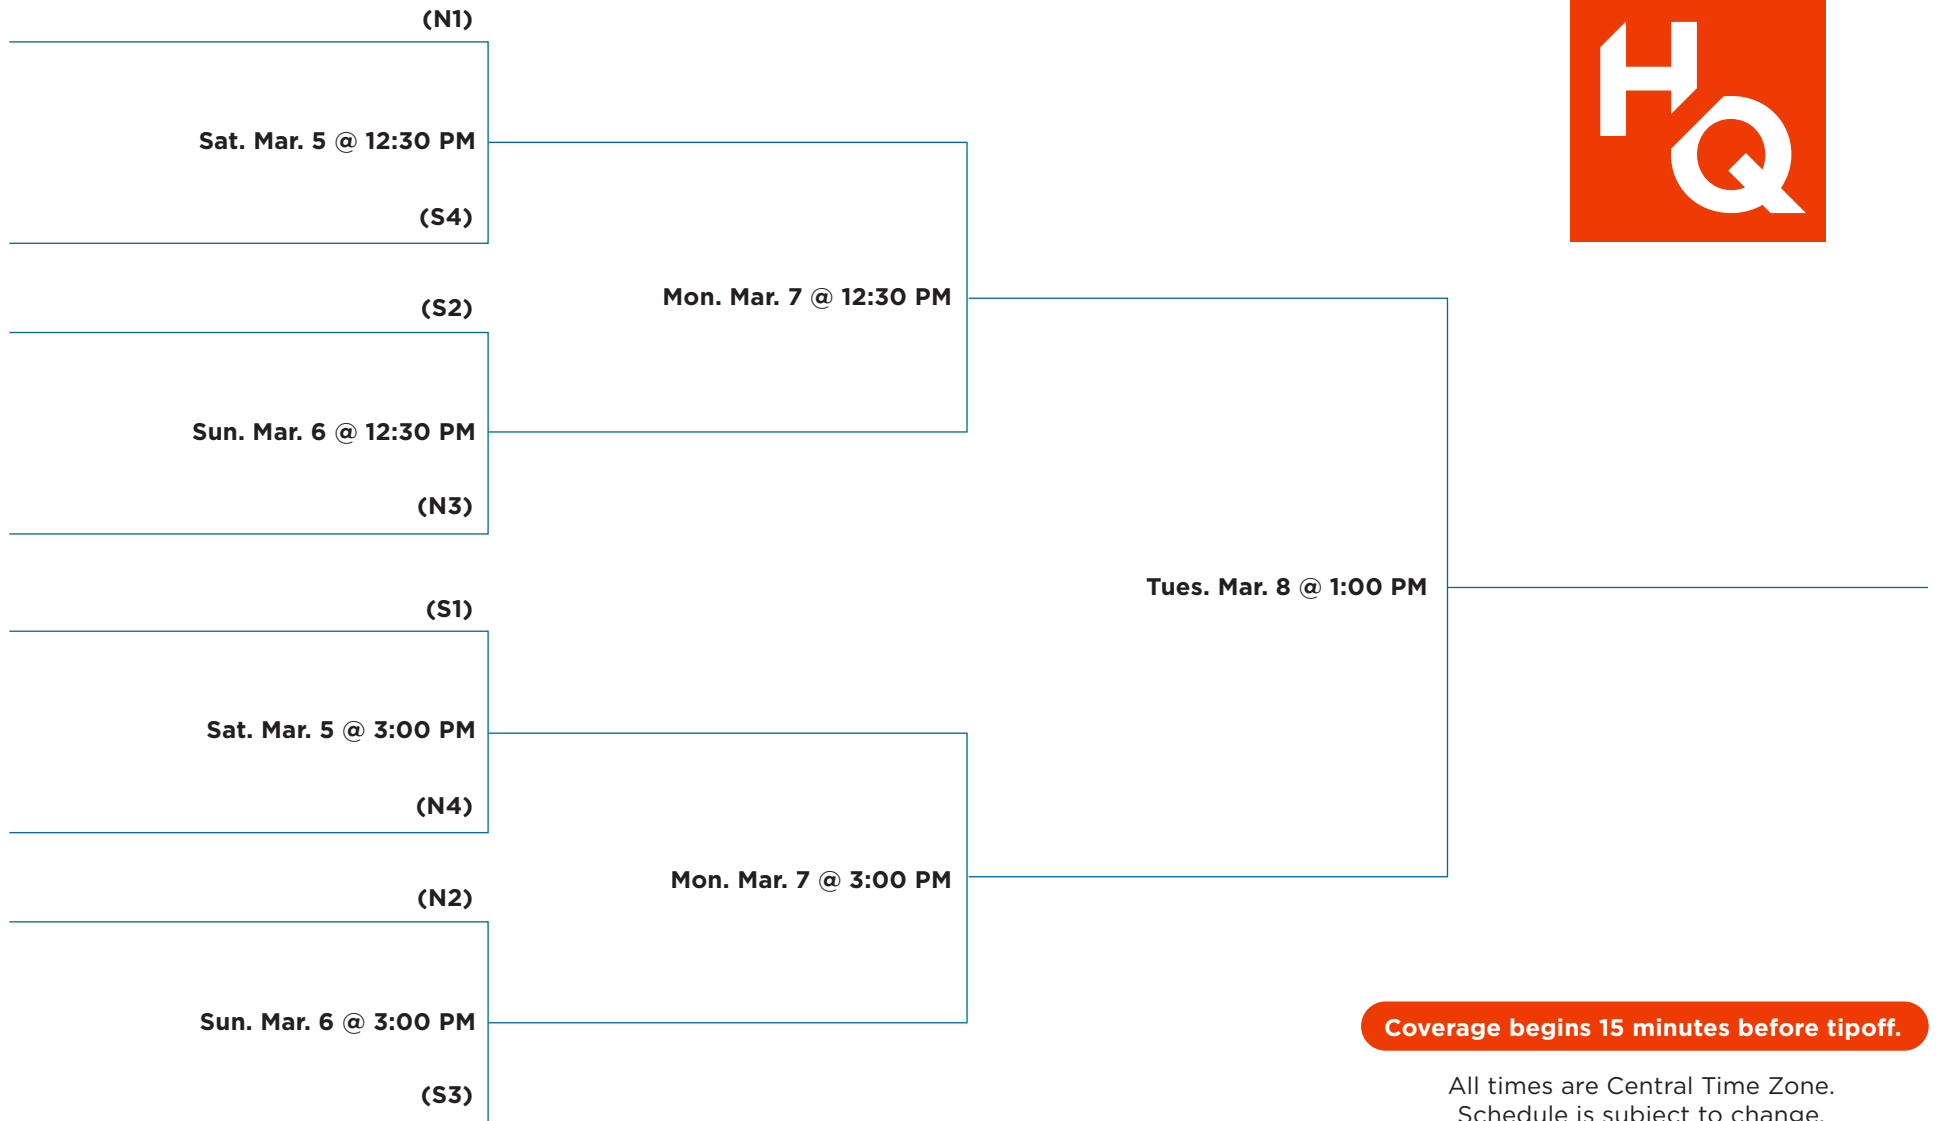 (N1)
Sat. Mar. 5 @ 12:30 PM
(S4)
(S2)
Sun. Mar. 6 @ 12:30 PM
(N3)
(S1)
Sat. Mar. 5 @ 3:00 PM
(N4)
(N2)
Sun. Mar. 6 @ 3:00 PM
(S3)
Mon. Mar. 7 @ 12:30 PM
Mon. Mar. 7 @ 3:00 PM
Tues. Mar. 8 @ 1:00 PM
HQ
Coverage begins 15 minutes before tipoff.
All times are Central Time Zone.
Schedule is subject to change.